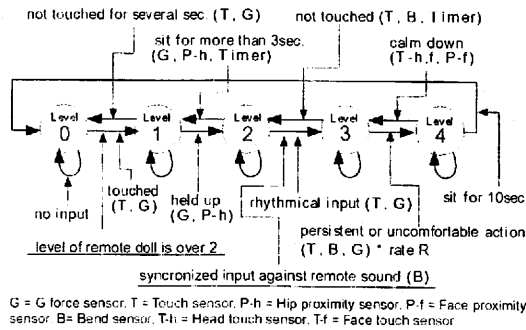 not touched for several sec. (T, G)
not touched (T, B, Timer)
sit for more than 3sec.
(G, P-h, Timer)
calm down
(T-h,f, P-f)
Level
0
Level
1
Level
2
Level
3
Level
4
no input
touched
(T, G)
held up
(G, P-h)
rhythmical input (T, G)
sit for 10sec
level of remote doll is over 2
persistent or uncomfortable action
(T, B, G) * rate R
syncronized input against remote sound (B)
G = G force sensor, T = Touch sensor, P-h = Hip proximity sensor, P-f = Face proximity
sensor, B= Bend sensor, T-h = Head touch sensor, T-f = Face touch sensor